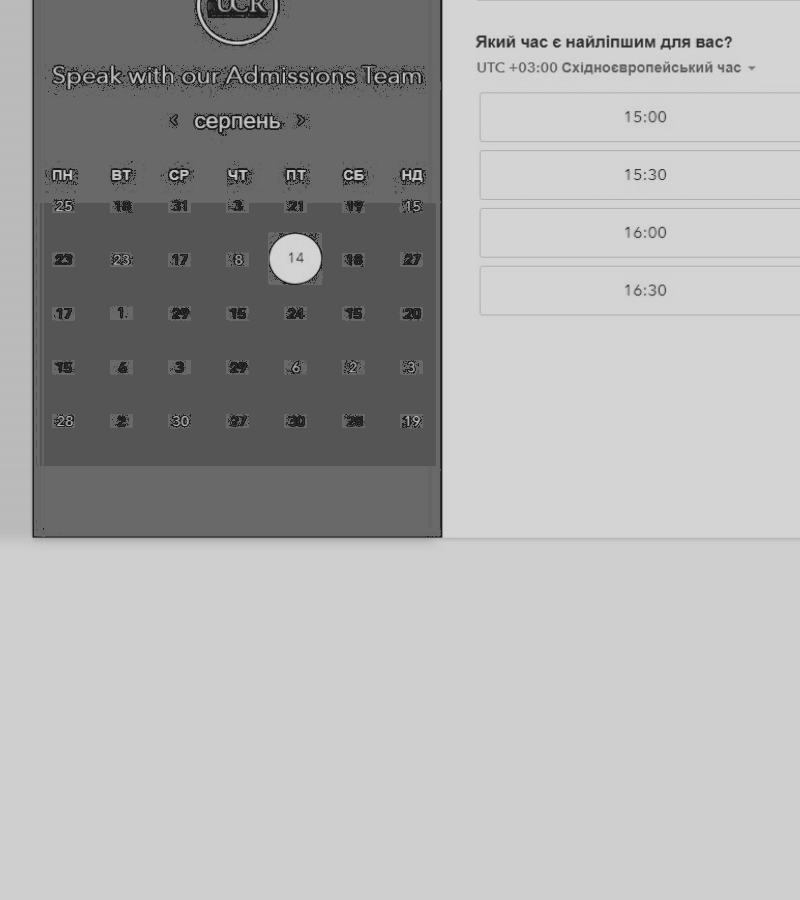 UCR
Speak with our Admissions Team
« серпень »
ПН ВТ СР ЧТ ПТ СБ НД
25 18 31 3 21 19 15
23 23 17 8 14 18 27
17 1 29 15 24 15 20
15 6 3 29 6 2 3
28 2 30 27 30 28 19
Який час є найліпшим для вас?
UTC +03:00 Східноєвропейський час
15:00
15:30
16:00
16:30